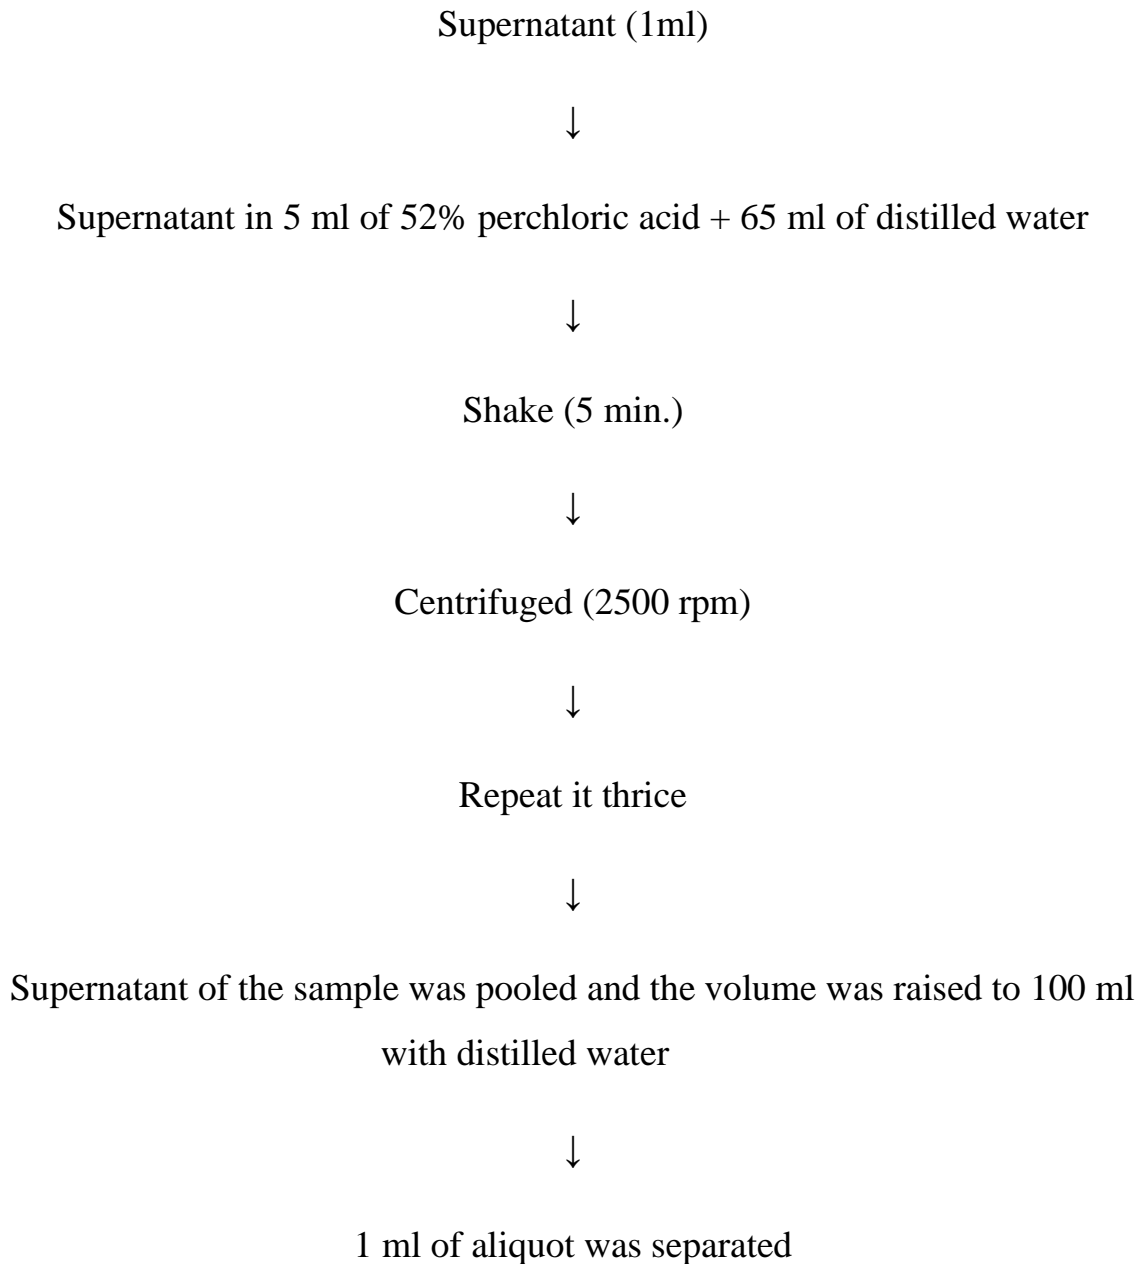 Supernatant (1ml)
↓
Supernatant in 5 ml of 52% perchloric acid + 65 ml of distilled water
↓
Shake (5 min.)
↓
Centrifuged (2500 rpm)
↓
Repeat it thrice
↓
Supernatant of the sample was pooled and the volume was raised to 100 ml
with distilled water
↓
1 ml of aliquot was separated